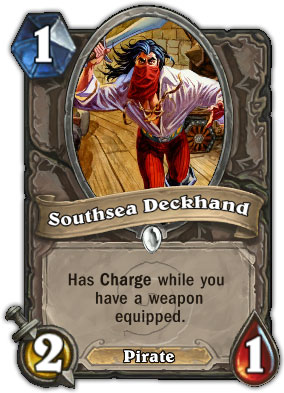 1
Southsea Deckhand
Has Charge while you
have a weapon
equipped.
2
Pirate
1